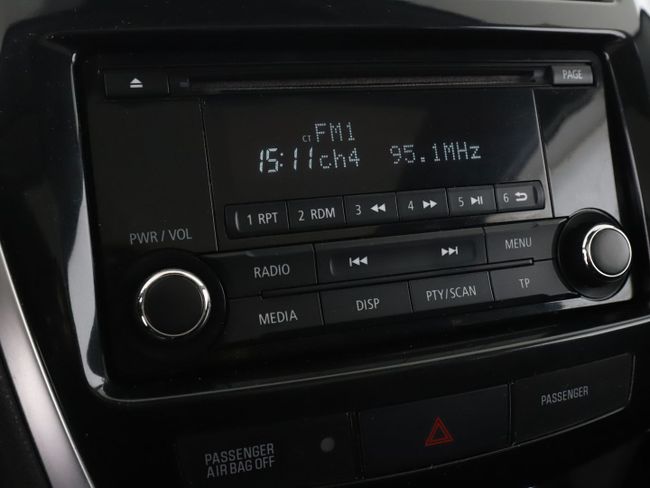 PAGE
CT FM1
15:11 ch4 95.1MHz
1 RPT 2 RDM 3 4 5 6
PWR / VOL
RADIO MENU
MEDIA DISP PTY/SCAN TP
PASSENGER
AIR BAG OFF
PASSENGER